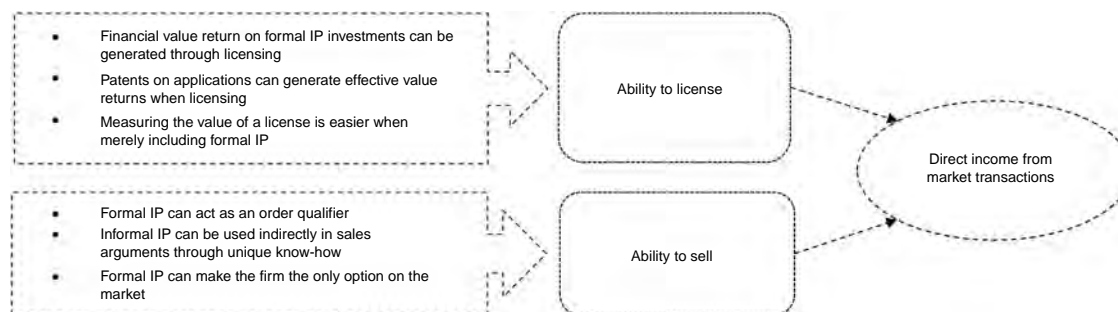 ▪ Financial value return on formal IP investments can be
generated through licensing
▪ Patents on applications can generate effective value
returns when licensing
▪ Measuring the value of a license is easier when
merely including formal IP
Ability to license
Direct income from
market transactions
▪ Formal IP can act as an order qualifier
▪ Informal IP can be used indirectly in sales
arguments through unique know-how
▪ Formal IP can make the firm the only option on the
market
Ability to sell